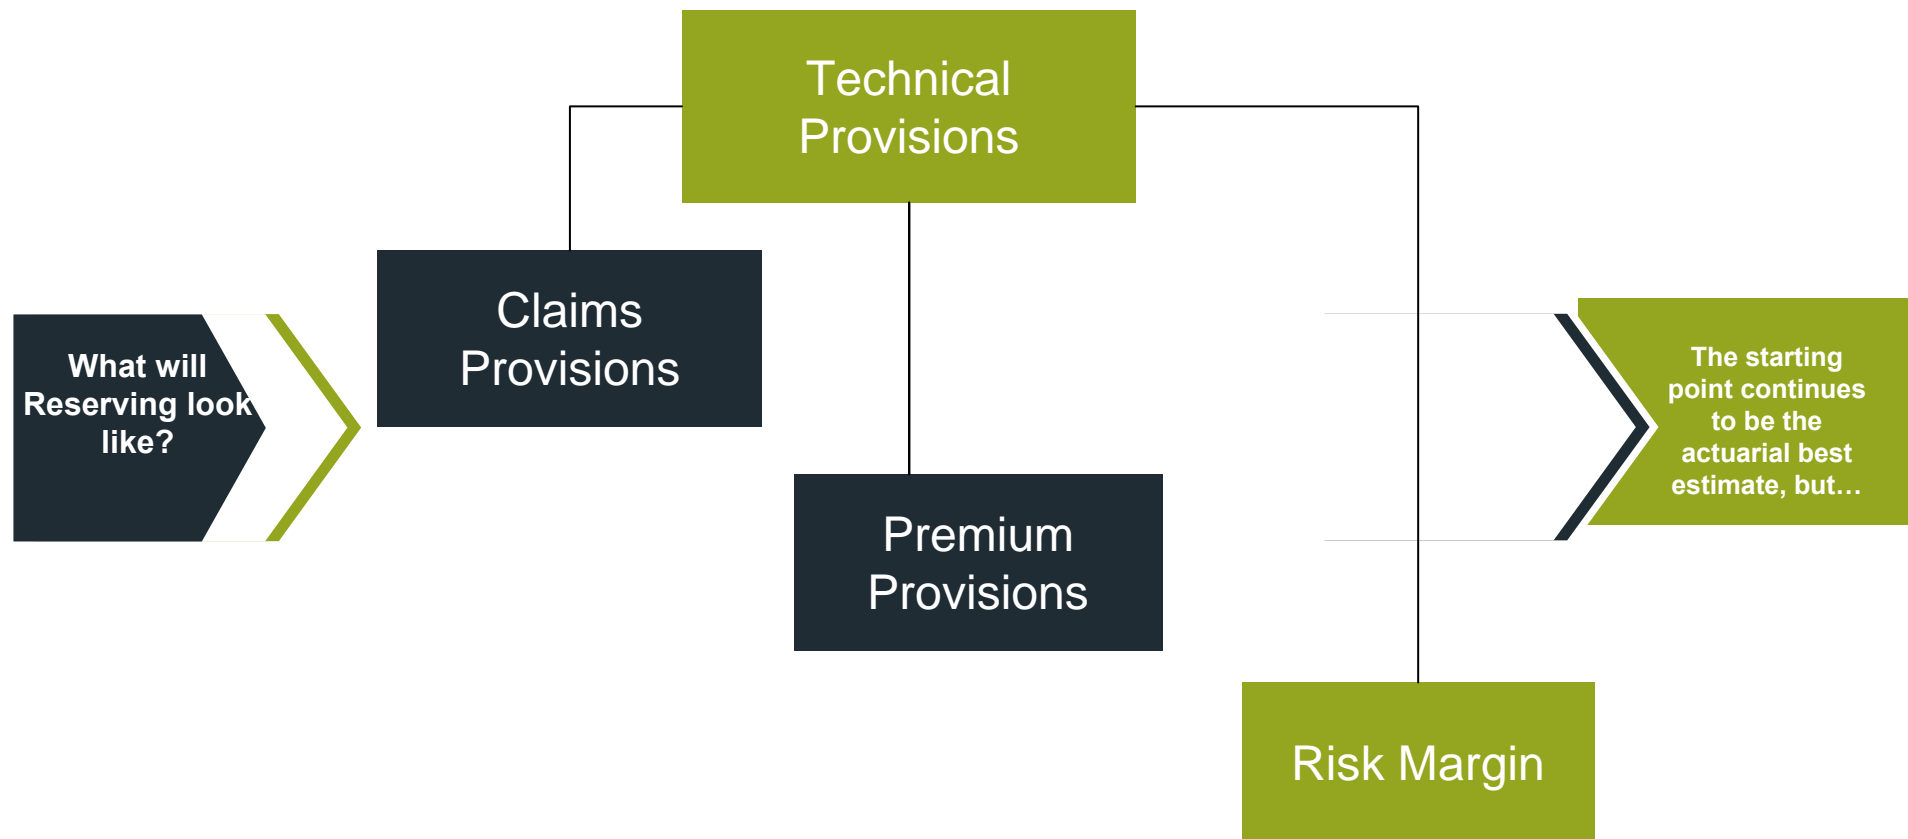 Technical
Provisions
Claims
Provisions
What will
Reserving look
like?
The starting
point continues
to be the
actuarial best
estimate, but…
Premium
Provisions
Risk Margin